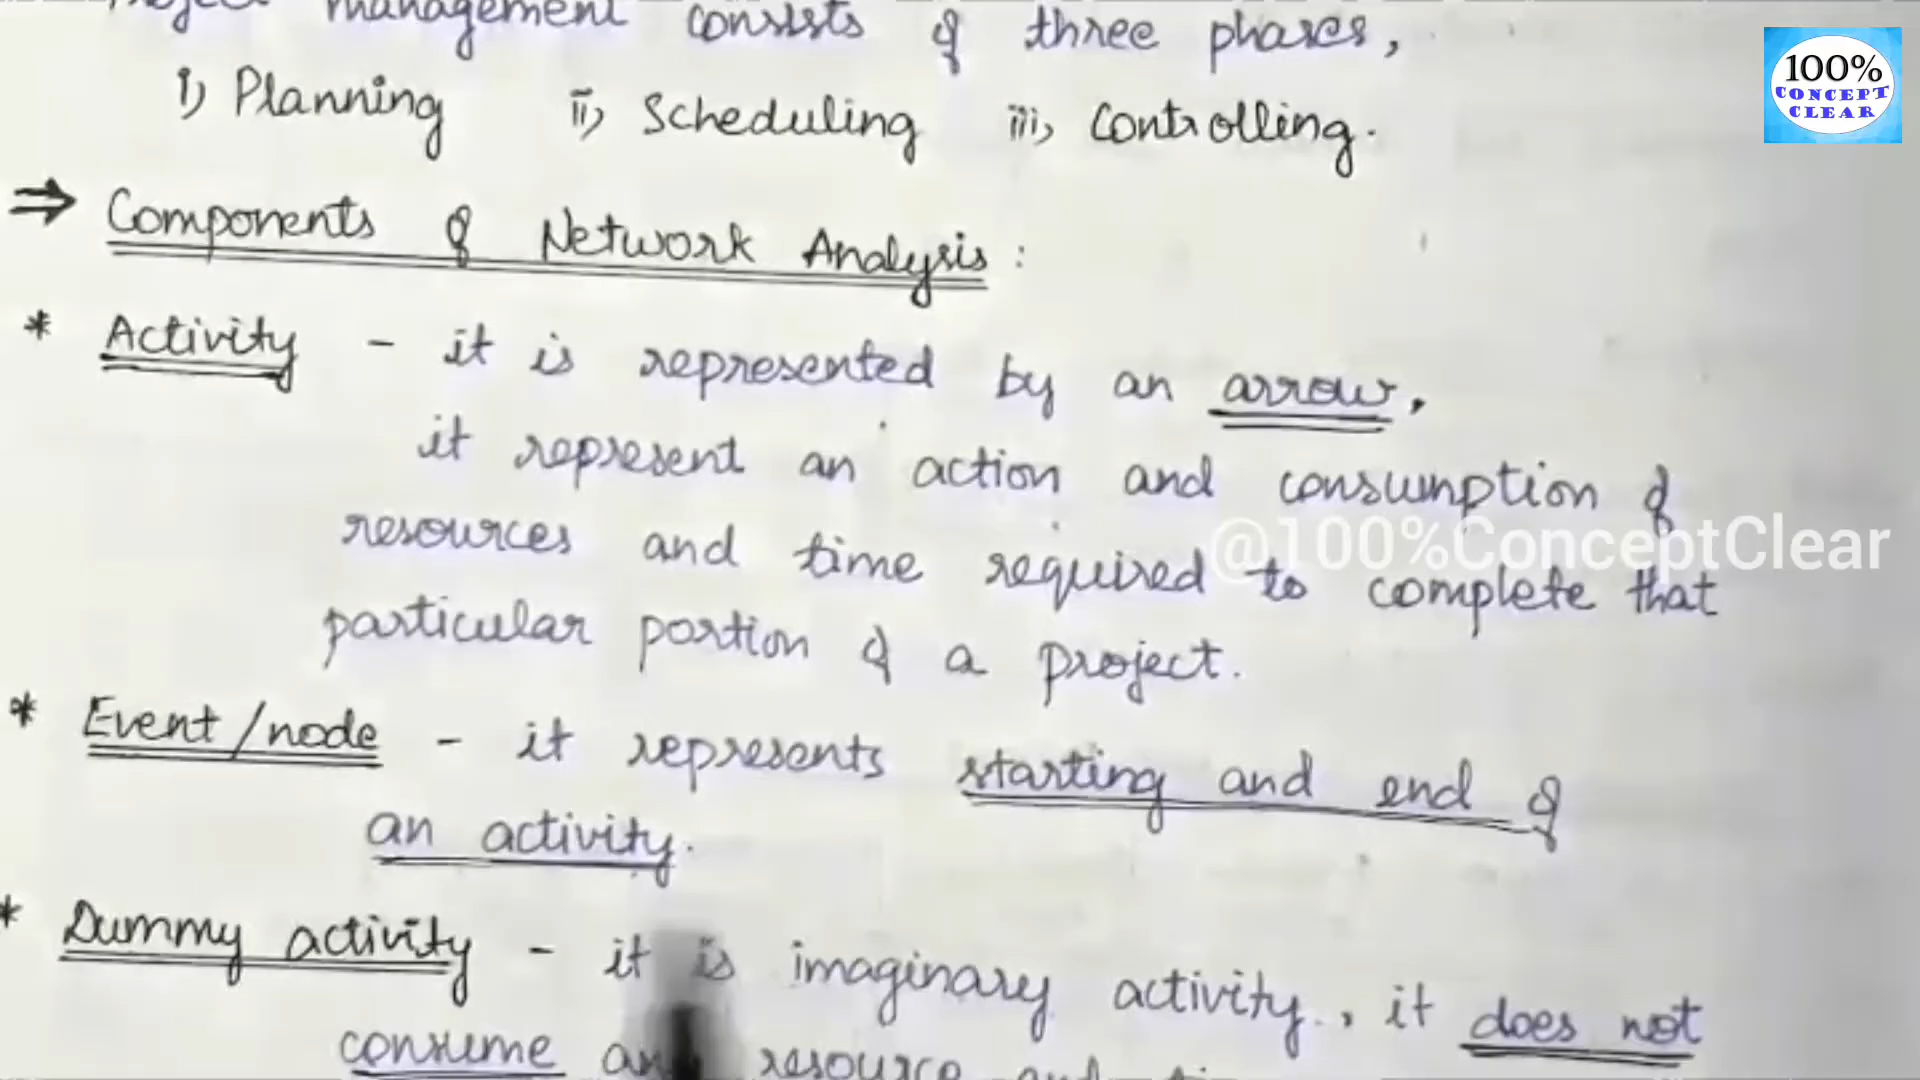 management consists of three phases,
i) Planning ii) Scheduling iii) Controlling.
100%
CONCEPT
CLEAR
⇒ Components of Network Analysis :
* Activity - it is represented by an arrow.
it represent an action and consumption of
resources and time required to complete that
@100%ConceptClear
particular portion of a project.
* Event/node - it represents starting and end of
an activity.
* Dummy activity - it is imaginary activity., it does not
consume resource and